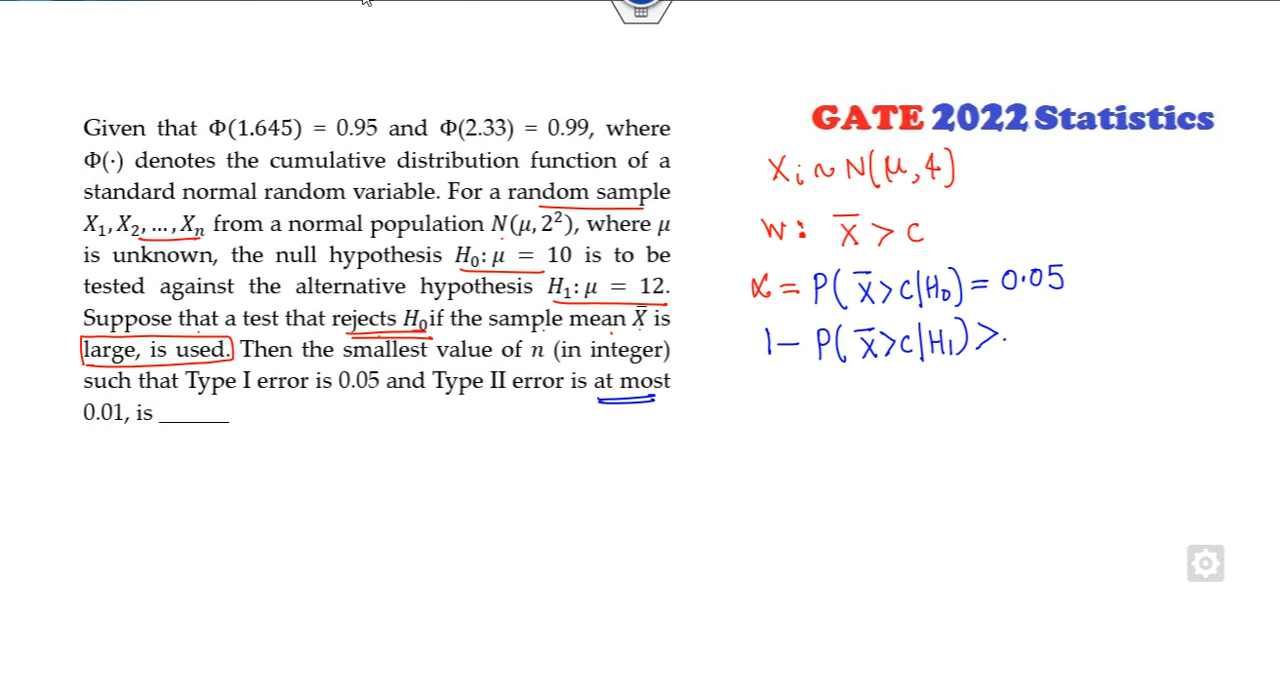 GATE 2022 Statistics
Given that Φ(1.645) = 0.95 and Φ(2.33) = 0.99, where
Φ(·) denotes the cumulative distribution function of a
standard normal random variable. For a random sample
X₁, X₂, ..., Xₙ from a normal population N(μ, 2²), where μ
is unknown, the null hypothesis H₀: μ = 10 is to be
tested against the alternative hypothesis H₁: μ = 12.
Suppose that a test that rejects H₀ if the sample mean X̄ is
large, is used. Then the smallest value of n (in integer)
such that Type I error is 0.05 and Type II error is at most
0.01, is ______
Xi ~ N(μ, 4)
W: X̄ > C
α = P( X̄ > C | H₀) = 0.05
1 - P( X̄ > C | H₁) >.